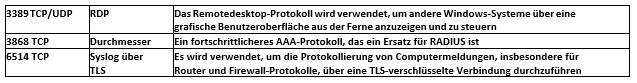 3389 TCP/UDP RDP Das Remotedesktop-Protokoll wird verwendet, um andere Windows-Systeme über eine
grafische Benutzeroberfläche aus der Ferne anzuzeigen und zu steuern
3868 TCP Durchmesser Ein fortschrittlicheres AAA-Protokoll, das ein Ersatz für RADIUS ist
6514 TCP Syslog über Es wird verwendet, um die Protokollierung von Computermeldungen, insbesondere für
TLS Router und Firewall-Protokolle, über eine TLS-verschlüsselte Verbindung durchzuführen